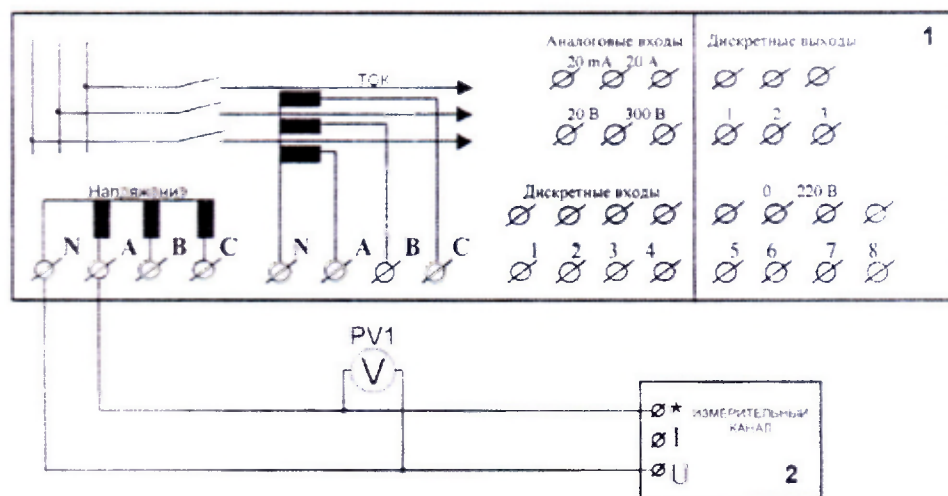 Аналоговые входы
Дискретные выходы
1
20 mA 20 А
ТОК
20 В 300 В
1 2 3
Напряжение
Дискретные входы
0 220 В
N A B C
N A B C
1 2 3 4
5 6 7 8
PV1
V
* ИЗМЕРИТЕЛЬНЫЙ
КАНАЛ
I
U
2